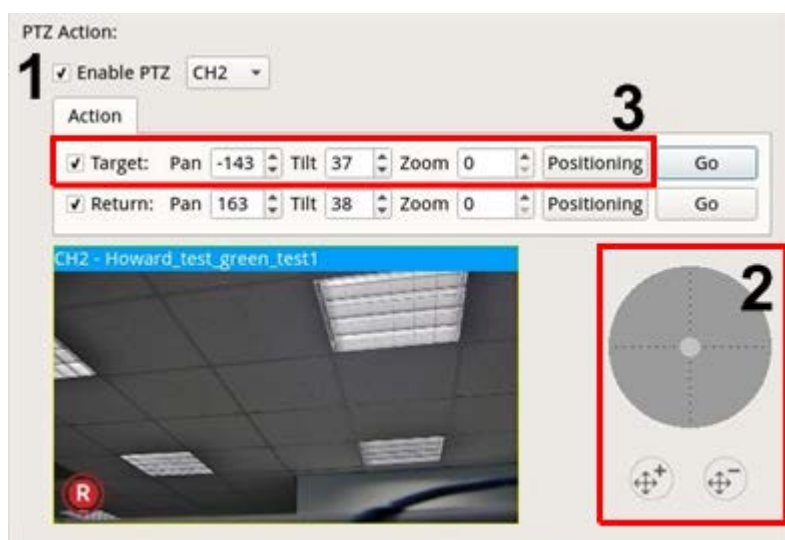 PTZ Action:
1 Enable PTZ CH2
Action
3
Target: Pan -143 Tilt 37 Zoom 0 Positioning Go
Return: Pan 163 Tilt 38 Zoom 0 Positioning Go
CH2 - Howard_test_green_test1
2
R